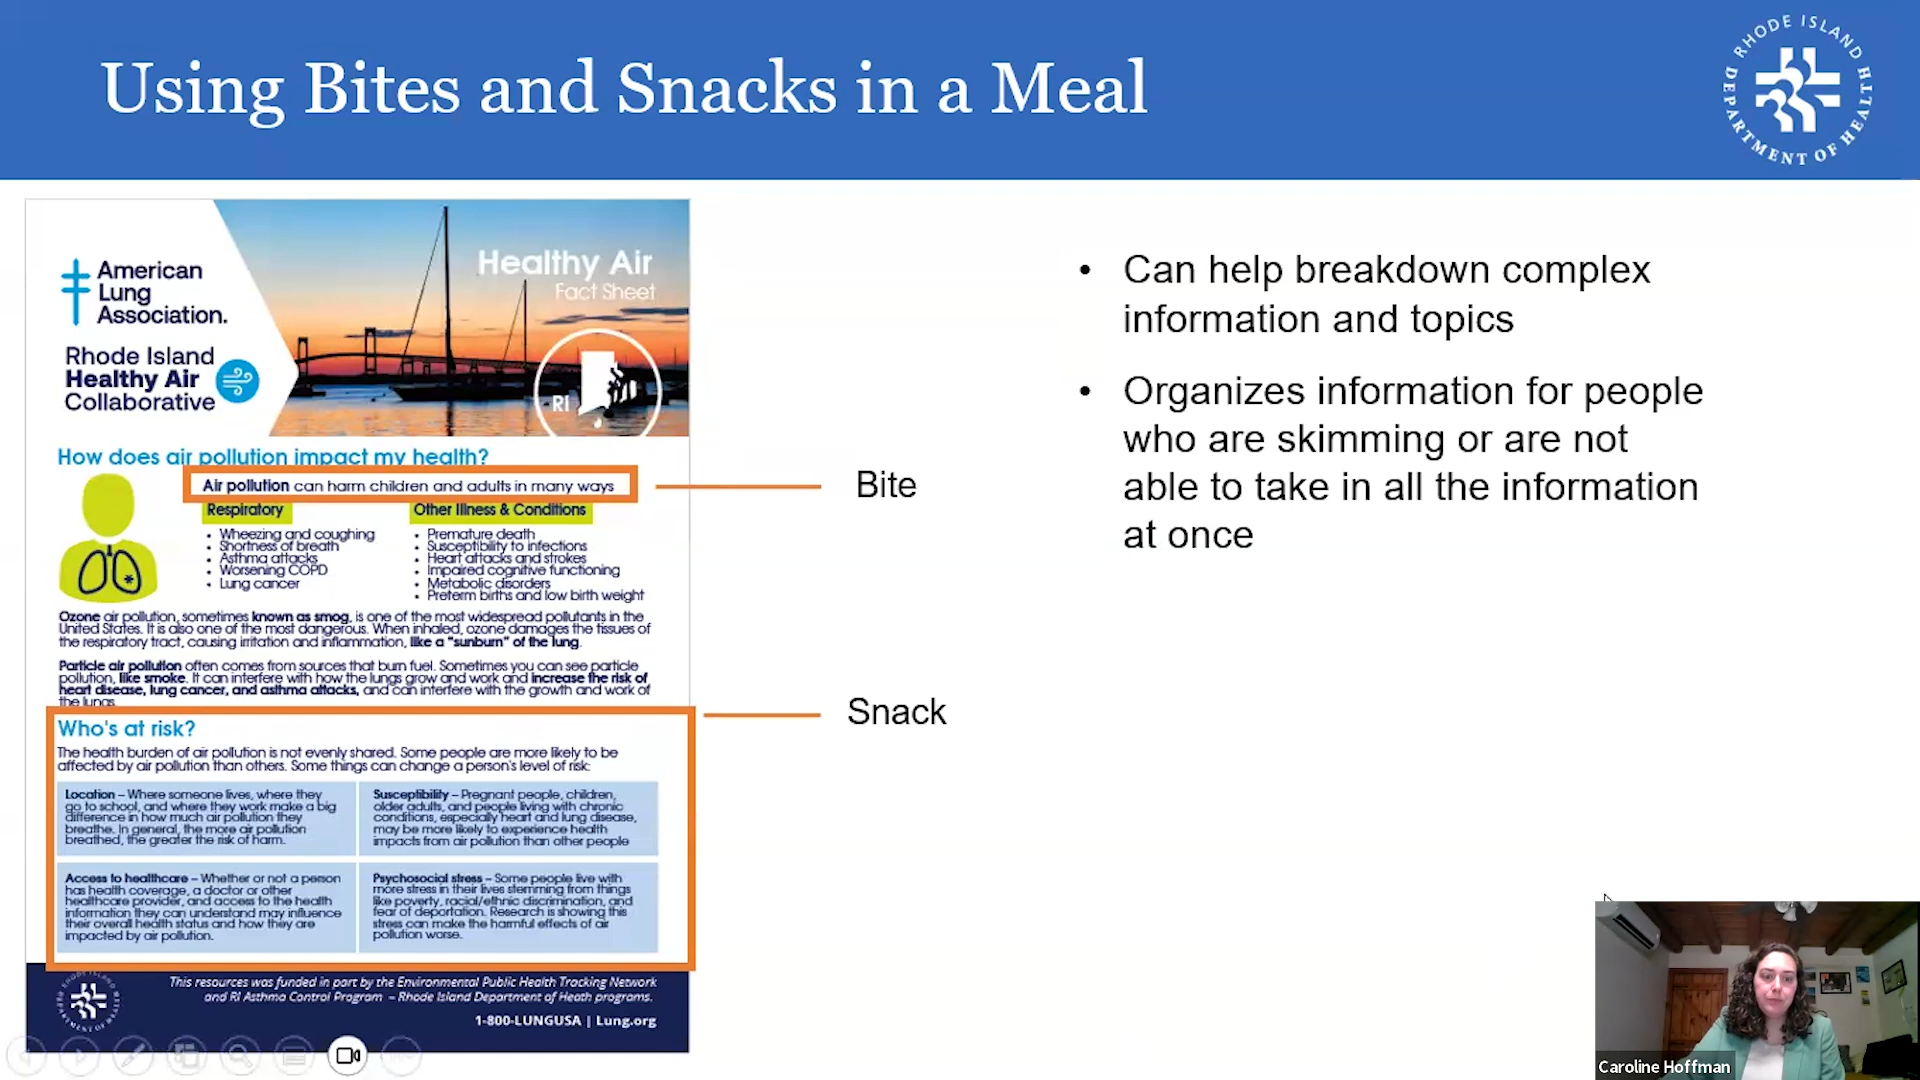 Using Bites and Snacks in a Meal
RHODE ISLAND
DEPARTMENT OF HEALTH
American
Lung
Association.
Rhode Island
Healthy Air
Collaborative
Healthy Air
Fact Sheet
RI
How does air pollution impact my health?
Air pollution can harm children and adults in many ways
Respiratory
• Wheezing and coughing
• Shortness of breath
• Asthma attacks
• Worsening COPD
• Lung cancer
Other Illness & Conditions
• Premature death
• Susceptibility to infections
• Heart attacks and strokes
• Impaired cognitive functioning
• Metabolic disorders
• Preterm births and low birth weight
Ozone air pollution, sometimes known as smog, is one of the most widespread pollutants in the
United States. It is also one of the most dangerous. When inhaled, ozone damages the tissues of
the respiratory tract, causing irritation and inflammation, like a "sunburn" of the lung.
Particle air pollution often comes from sources that burn fuel. Sometimes you can see particle
pollution, like smoke. It can interfere with how the lungs grow and work and increase the risk of
heart disease, lung cancer, and asthma attacks, and can interfere with the growth and work of
the lungs
Who's at risk?
The health burden of air pollution is not evenly shared. Some people are more likely to be
affected by air pollution than others. Some things can change a person's level of risk:
Location – Where someone lives, where they
go to school, and where they work make a big
difference in how much air pollution they
breathe. In general, the more air pollution
breathed, the greater the risk of harm.
Susceptibility – Pregnant people, children,
older adults, and people living with chronic
conditions, especially heart and lung disease,
may be more likely to experience health
impacts from air pollution than other people
Access to healthcare – Whether or not a person
has health coverage, a doctor or other
healthcare provider, and access to the health
information they can understand may influence
their overall health status and how they are
impacted by air pollution.
Psychosocial stress – Some people live with
more stress in their lives stemming from things
like poverty, racial/ethnic discrimination, and
fear of deportation. Research is showing this
stress can make the harmful effects of air
pollution worse.
This resources was funded in part by the Environmental Public Health Tracking Network
and RI Asthma Control Program – Rhode Island Department of Heath programs.
1-800-LUNGUSA | Lung.org
Bite
Snack
• Can help breakdown complex
information and topics
• Organizes information for people
who are skimming or are not
able to take in all the information
at once
Caroline Hoffman